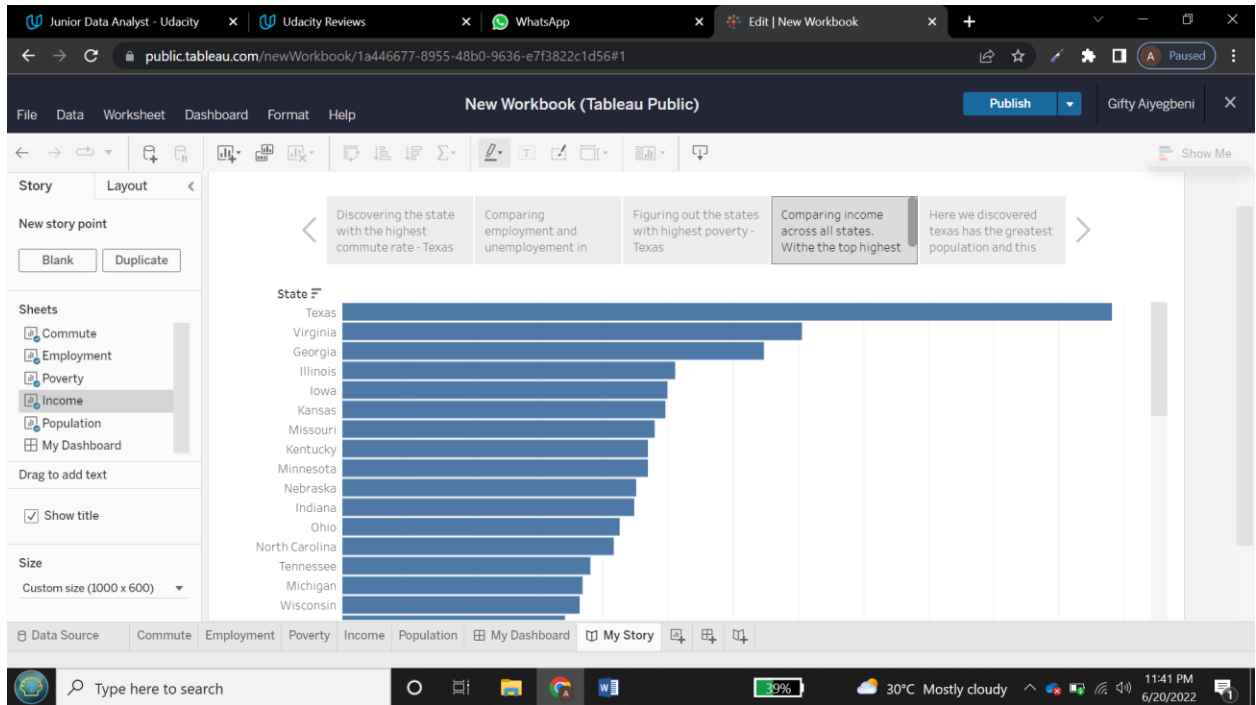 Junior Data Analyst - Udacity
Udacity Reviews
WhatsApp
Edit | New Workbook
public.tableau.com/newWorkbook/1a446677-8955-48b0-9636-e7f3822c1d56#1
A Paused
New Workbook (Tableau Public)
File Data Worksheet Dashboard Format Help
Publish
Gifty Aiyegbeni
Show Me
Story Layout
New story point
Blank Duplicate
Sheets
Commute
Employment
Poverty
Income
Population
My Dashboard
Drag to add text
Show title
Size
Custom size (1000 x 600)
Discovering the state
with the highest
commute rate - Texas
Comparing
employment and
unemployement in
Figuring out the states
with highest poverty -
Texas
Comparing income
across all states.
Withe the top highest
Here we discovered
texas has the greatest
population and this
State
Texas
Virginia
Georgia
Illinois
Iowa
Kansas
Missouri
Kentucky
Minnesota
Nebraska
Indiana
Ohio
North Carolina
Tennessee
Michigan
Wisconsin
Data Source Commute Employment Poverty Income Population My Dashboard My Story
Type here to search
39%
30°C Mostly cloudy
11:41 PM
6/20/2022
1